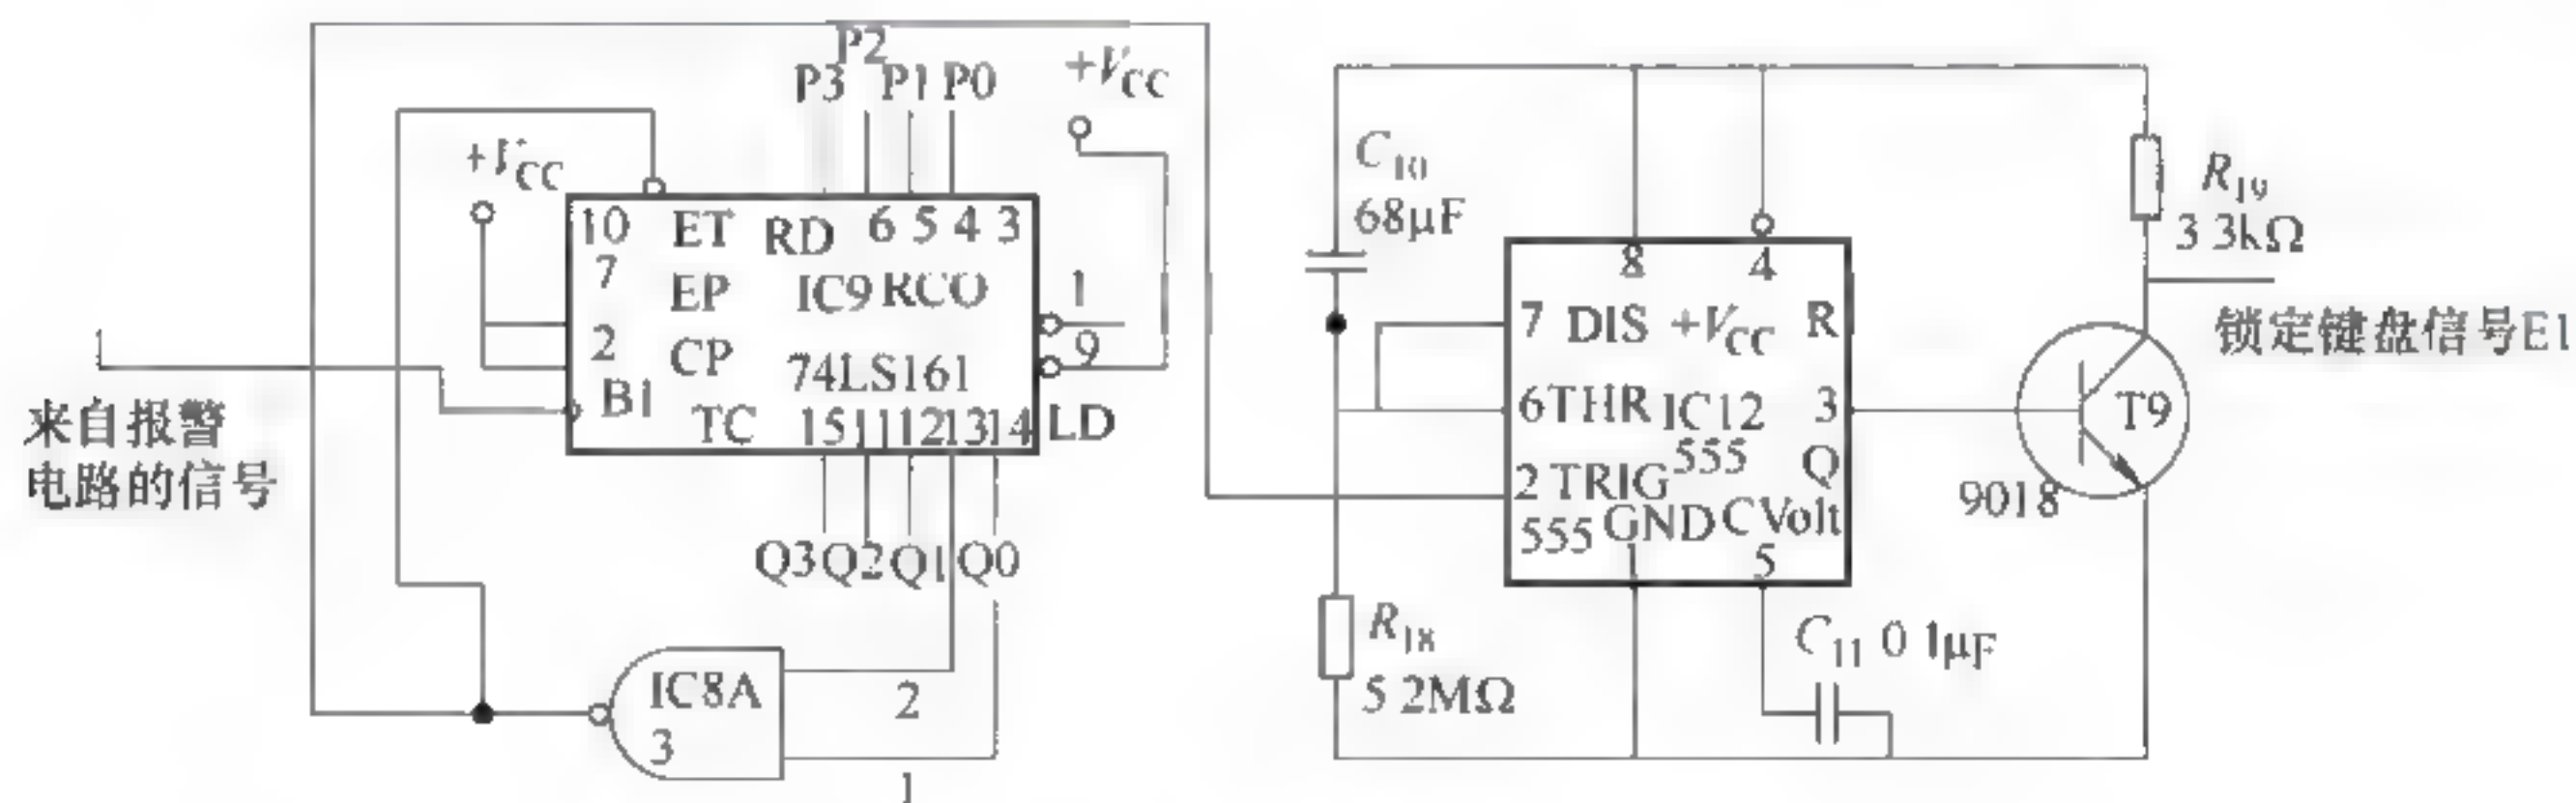 P2
P3 P1 P0
+VCC
+VCC
10 ET RD 6 5 4 3
7
EP IC9 RCO 1
2
CP 9
74LS161
B1
TC 15 11 12 13 14 LD
来自报警
电路的信号
Q3 Q2 Q1 Q0
IC8A
3
2
1
C10
68μF
8 4
7 DIS +VCC R
6 THR IC12 3
555 Q
2 TRIG
555 GND C Volt
1 5
R18
5 2MΩ
C11 0 1μF
R19
3 3kΩ
锁定键盘信号E1
T9
9018